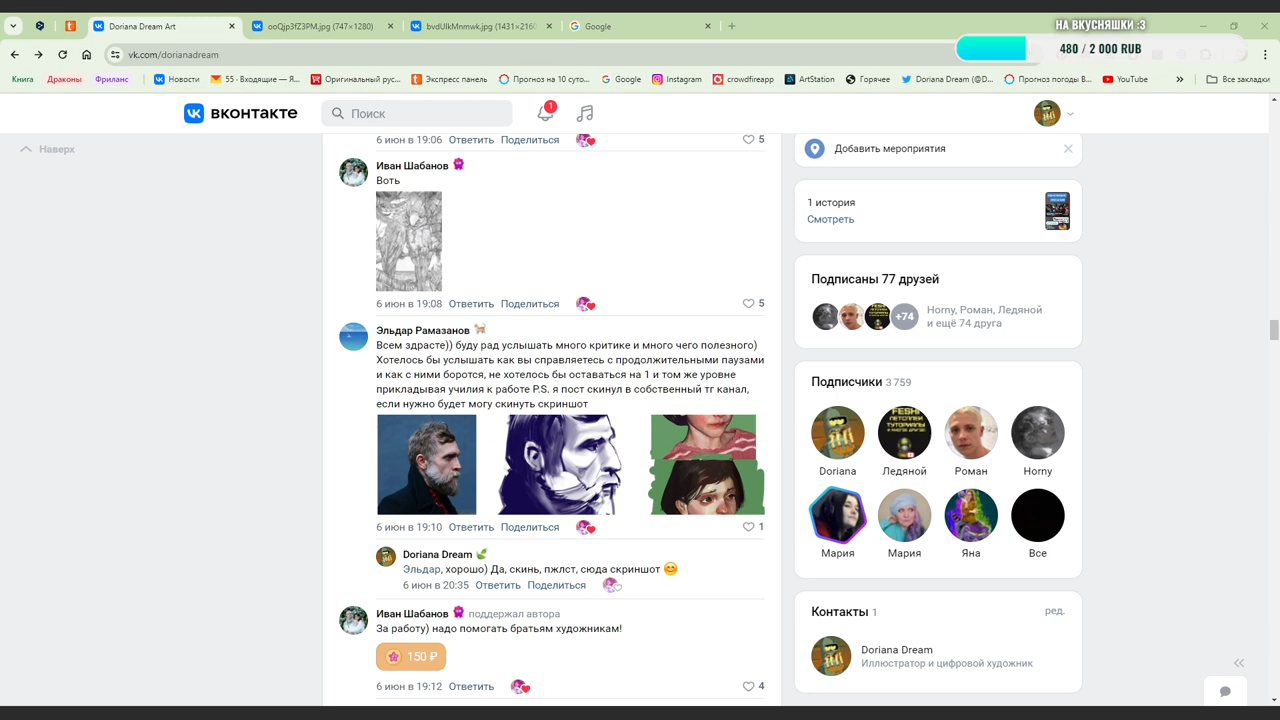 НА ВКУСНЯШКИ :3
480 / 2 000 RUB
Doriana Dream Art
ooQjp3fZ3PM.jpg (747×1280)
bvdUlkMnmwk.jpg (1431×2160
Google
vk.com/dorianadream
Книга
Драконы
Фриланс
Новости
55 · Входящие — Я...
Оригинальный рус...
Экспресс панель
Прогноз на 10 суто...
Google
Instagram
crowdfireapp
ArtStation
Горячее
Doriana Dream (@D...
Прогноз погоды В...
YouTube
Все закладки
вконтакте
Поиск
1
Наверх
6 июн в 19:06 Ответить Поделиться
5
Иван Шабанов
Воть
6 июн в 19:08 Ответить Поделиться
5
Эльдар Рамазанов
Всем здрасте)) буду рад услышать много критике и много чего полезного)
Хотелось бы услышать как вы справляетесь с продолжительными паузами
и как с ними боротся, не хотелось бы оставаться на 1 и том же уровне
прикладывая училия к работе P.S. я пост скинул в собственный тг канал,
если нужно будет могу скинуть скриншот
6 июн в 19:10 Ответить Поделиться
1
Doriana Dream
Эльдар, хорошо) Да, скинь, пжлст, сюда скриншот 😊
6 июн в 20:35 Ответить Поделиться
Иван Шабанов поддержал автора
За работу) надо помогать братьям художникам!
150 ₽
6 июн в 19:12 Ответить
4
Добавить мероприятия
1 история
Смотреть
Подписаны 77 друзей
+74
Horny, Роман, Ледяной
и ещё 74 друга
Подписчики 3 759
FESHI
Doriana
Ледяной
Роман
Horny
Мария
Мария
Яна
Все
Контакты 1
ред.
Doriana Dream
Иллюстратор и цифровой художник